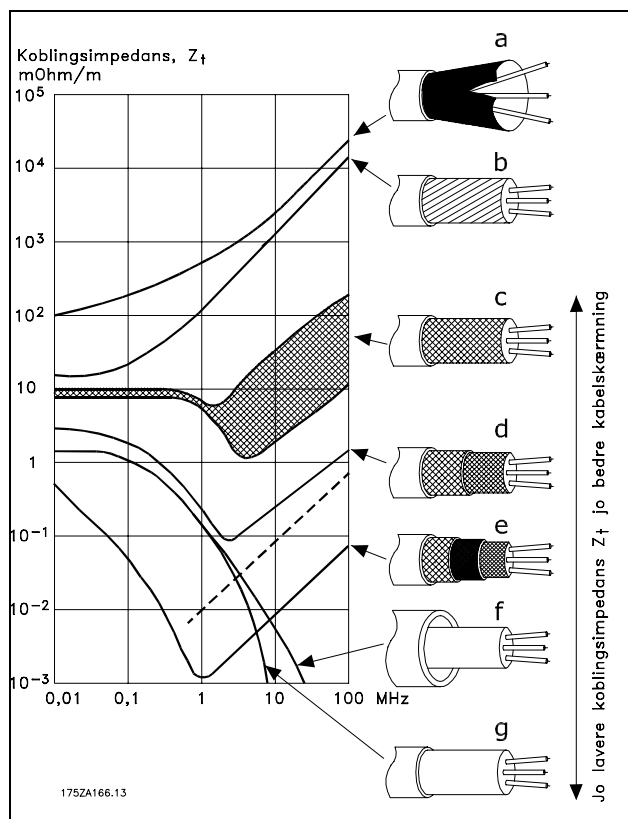 Koblingsimpedans, Zt
mOhm/m
10⁵
10⁴
10³
10²
10
1
10⁻¹
10⁻²
10⁻³
0,01 0,1 1 10 100 MHz
a
b
c
d
e
f
g
Jo lavere koblingsimpedans Zt jo bedre kabelskærmning
175ZA166.13